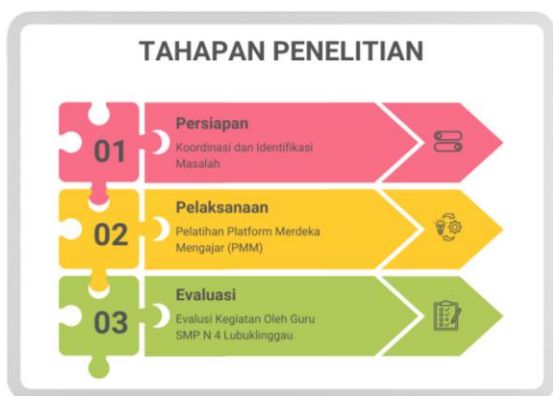 TAHAPAN PENELITIAN
01
Persiapan
Koordinasi dan Identifikasi
Masalah
02
Pelaksanaan
Pelatihan Platform Merdeka
Mengajar (PMM)
03
Evaluasi
Evalusi Kegiatan Oleh Guru
SMP N 4 Lubuklinggau